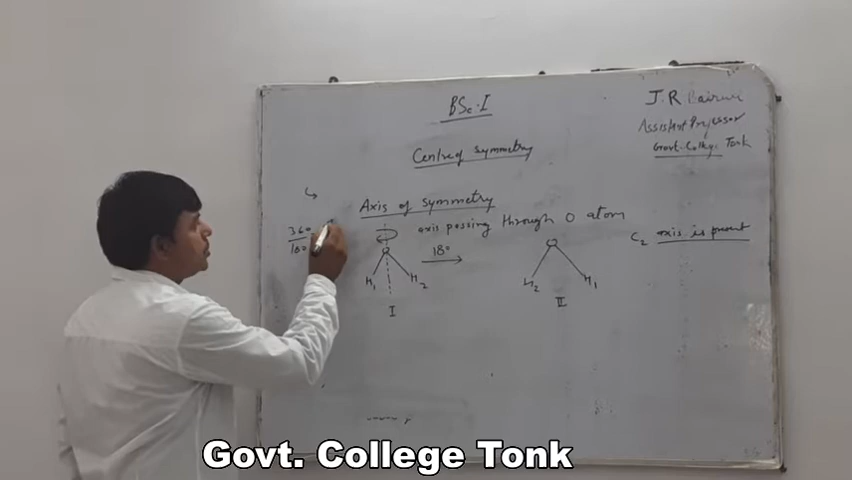 BSc-I
J. R Bairwa
Assistant Professor
Govt. College Tonk
Centre of symmetry
Axis of symmetry
axis passing through O atom
C2 axis is present
360
180
180
H1
H2
H2
H1
I
II
Govt. College Tonk